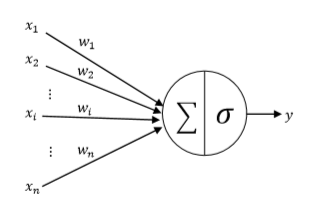 x₁
w₁
x₂
w₂
⋮
xᵢ
wᵢ
∑ σ
y
⋮
wₙ
xₙ